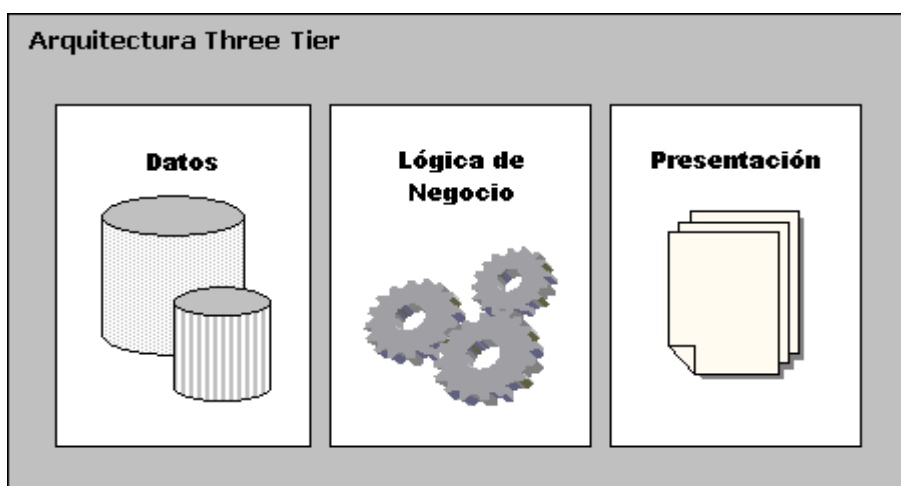 Arquitectura Three Tier
Datos
Lógica de
Negocio
Presentación